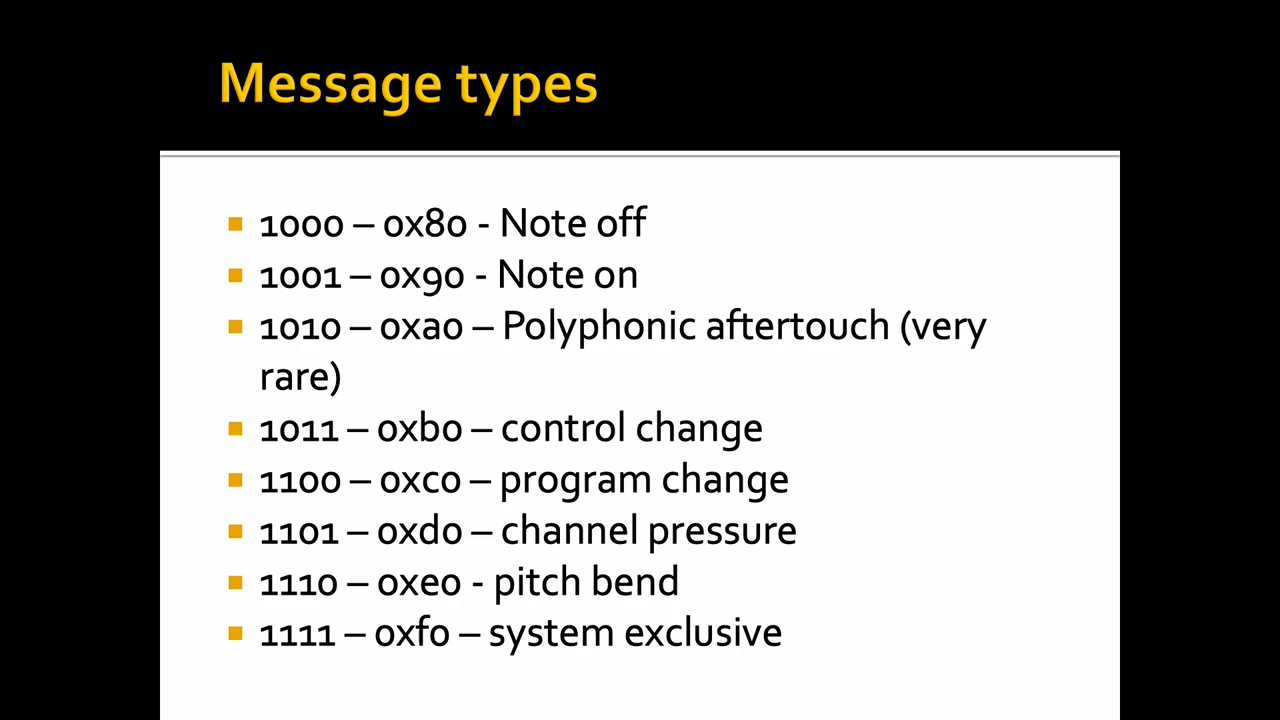 Message types
1000 – 0x80 - Note off
1001 – 0x90 - Note on
1010 – 0xa0 – Polyphonic aftertouch (very
rare)
1011 – 0xb0 – control change
1100 – 0xc0 – program change
1101 – 0xd0 – channel pressure
1110 – 0xe0 - pitch bend
1111 – 0xf0 – system exclusive